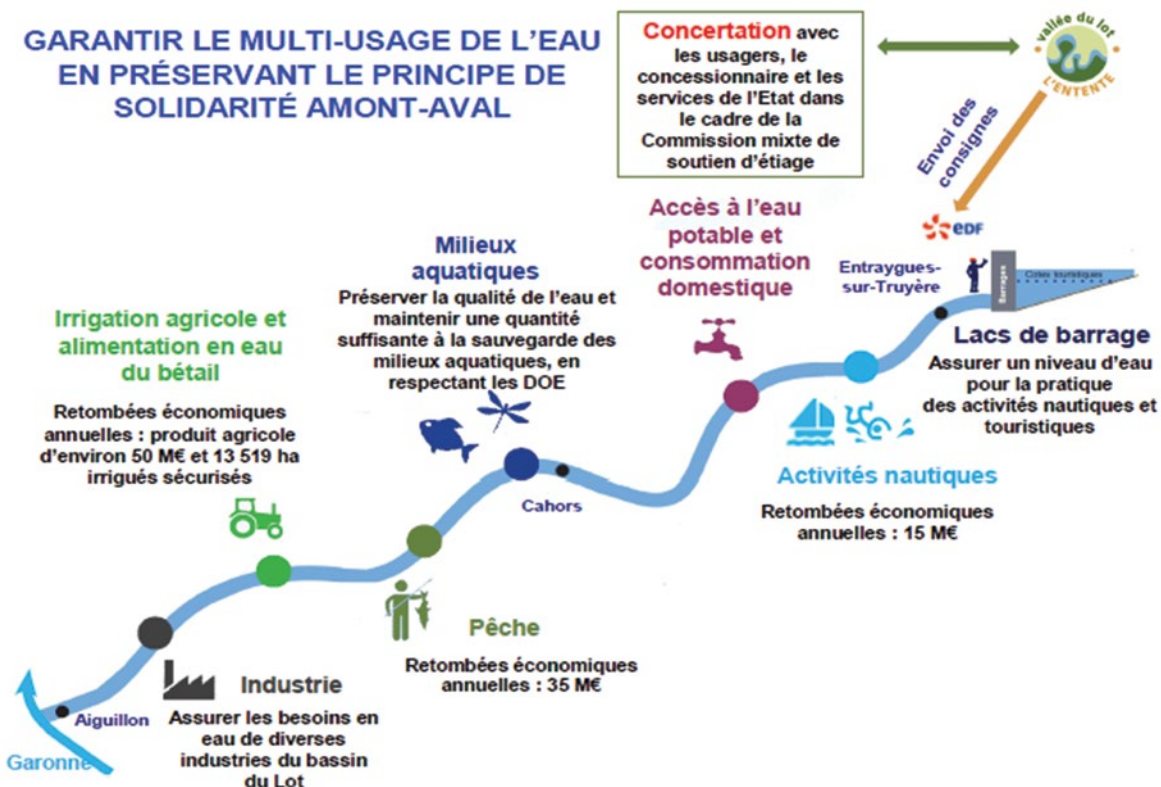 GARANTIR LE MULTI-USAGE DE L'EAU
EN PRÉSERVANT LE PRINCIPE DE
SOLIDARITÉ AMONT-AVAL
Concertation avec
les usagers, le
concessionnaire et les
services de l'Etat dans
le cadre de la
Commission mixte de
soutien d'étiage
vallée du lot
L'ENTENTE
Envoi des
consignes
eDF
Entraygues-
sur-Truyère
Barrages
Cotes touristiques
Lacs de barrage
Assurer un niveau d'eau
pour la pratique
des activités nautiques et
touristiques
Accès à l'eau
potable et
consommation
domestique
Activités nautiques
Retombées économiques
annuelles : 15 M€
Milieux
aquatiques
Préserver la qualité de l'eau et
maintenir une quantité
suffisante à la sauvegarde des
milieux aquatiques, en
respectant les DOE
Cahors
Irrigation agricole et
alimentation en eau
du bétail
Retombées économiques
annuelles : produit agricole
d'environ 50 M€ et 13 519 ha
irrigués sécurisés
Pêche
Retombées économiques
annuelles : 35 M€
Industrie
Assurer les besoins en
eau de diverses
industries du bassin
du Lot
Aiguillon
Garonne